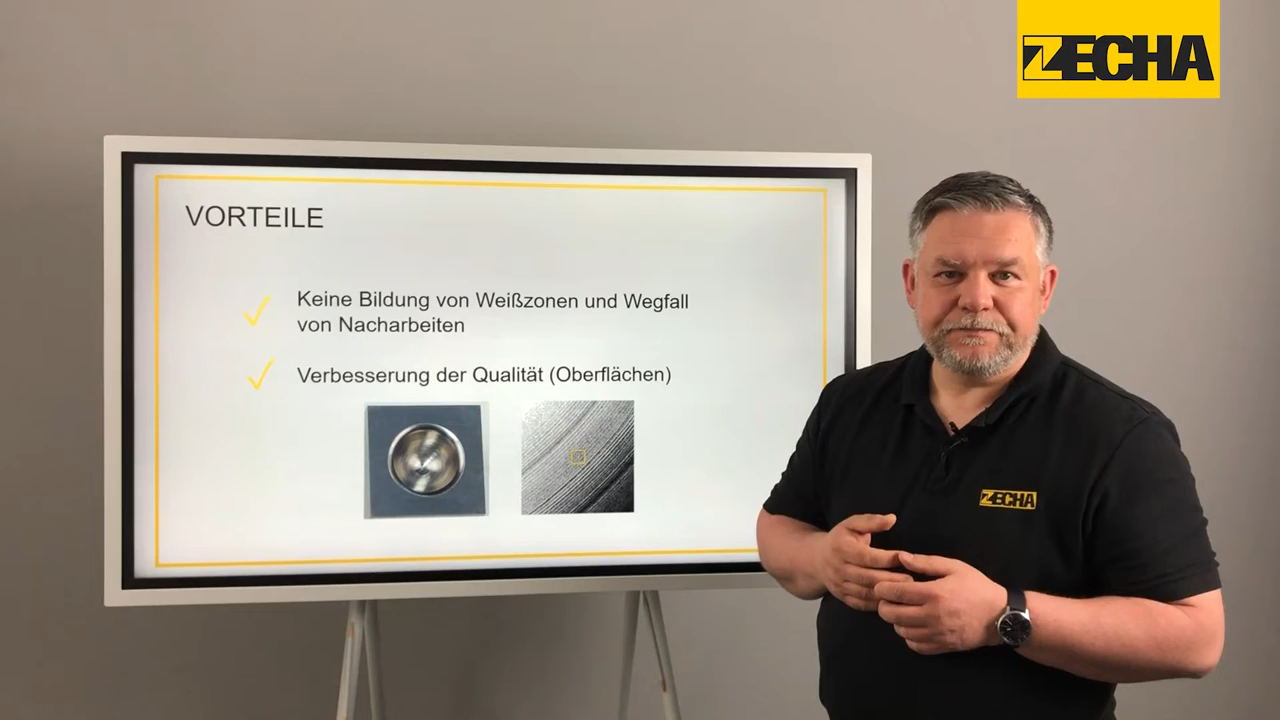 ZECHA
VORTEILE
Keine Bildung von Weißzonen und Wegfall
von Nacharbeiten
Verbesserung der Qualität (Oberflächen)
ZECHA